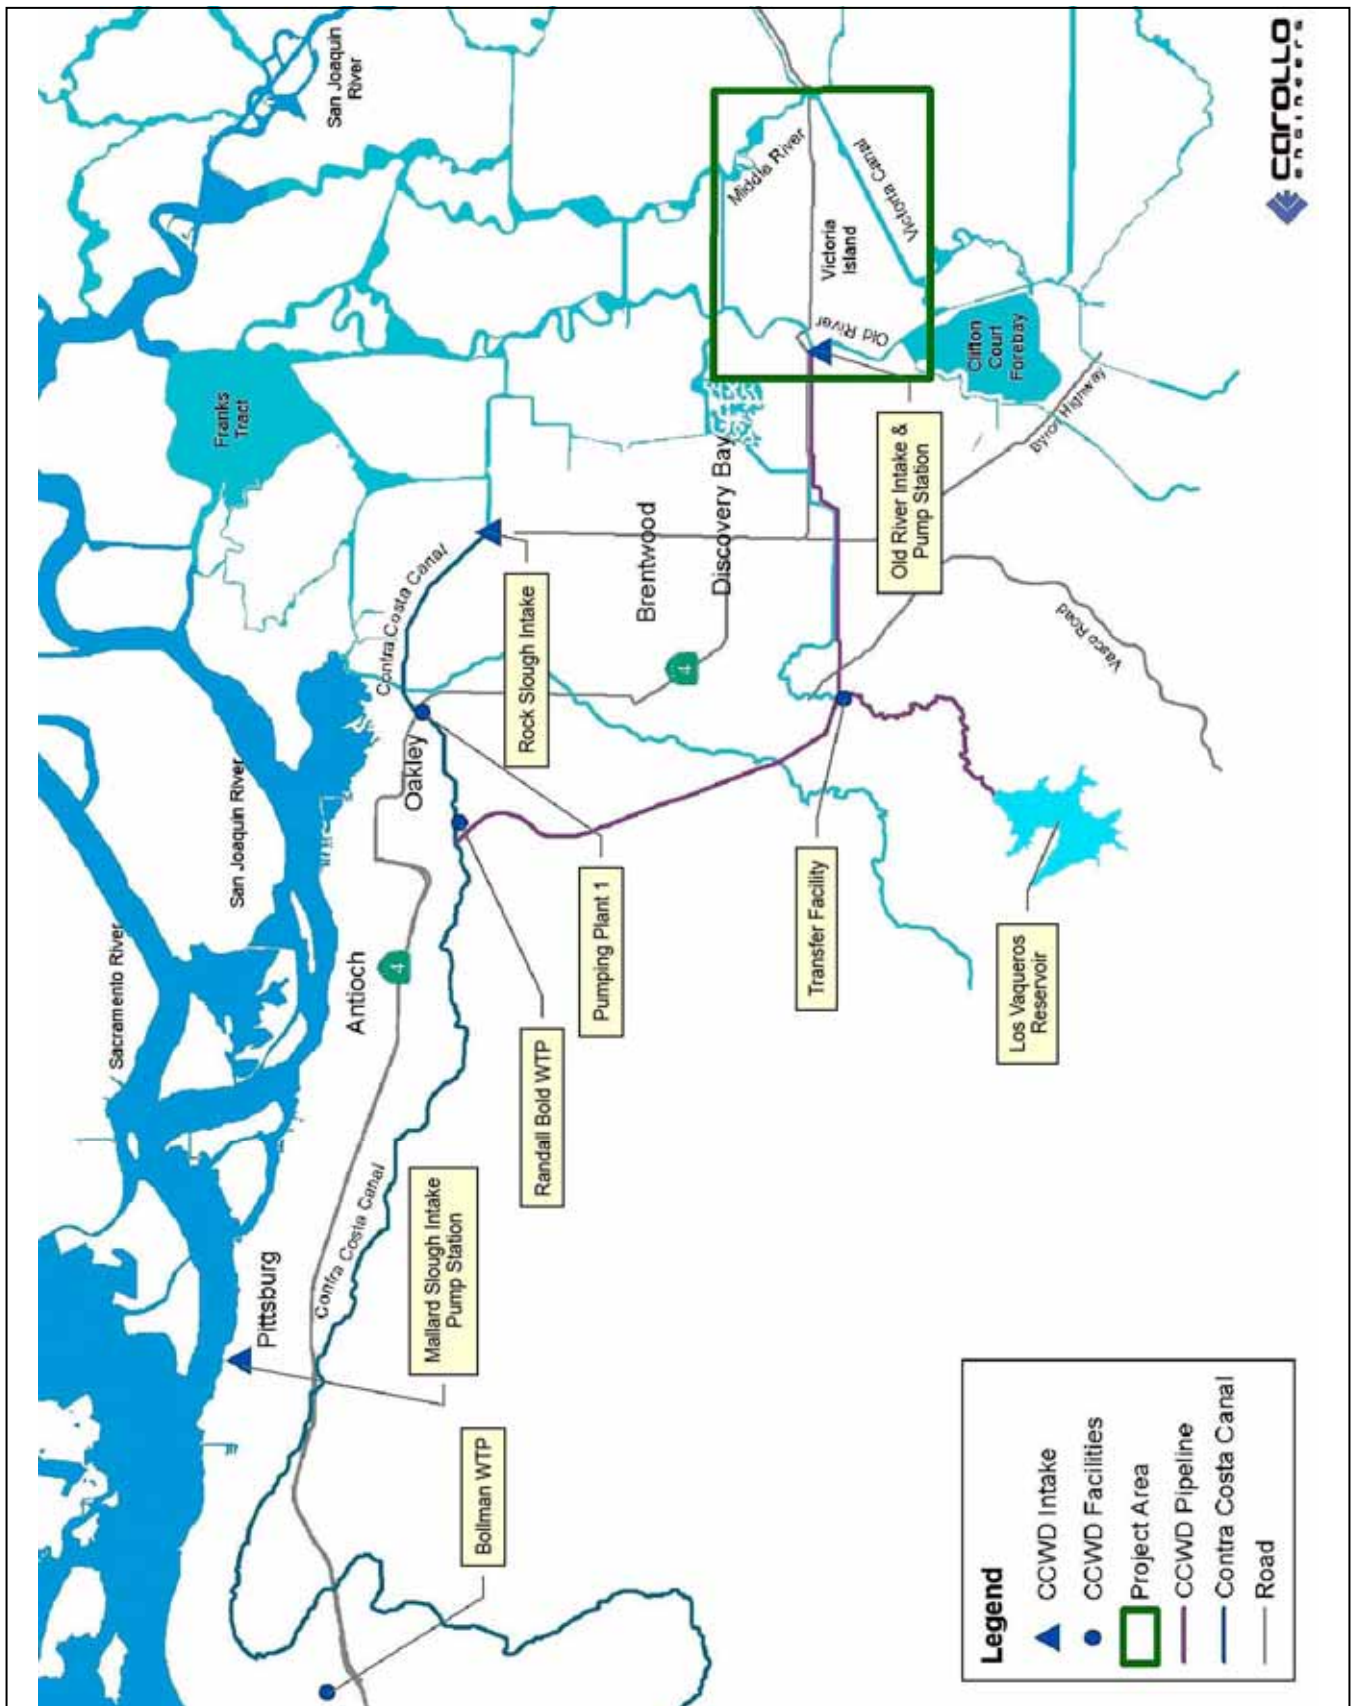 San Joaquin
River
CAROLLO
engineers
Middle River
Victoria Canal
Victoria
Island
Old River
Clifton
Court
Forebay
Byron Highway
Franks
Tract
Discovery Bay
Brentwood
Old River Intake &
Pump Station
Contra Costa Canal
Rock Slough Intake
4
Vasco Road
Oakley
San Joaquin River
Pumping Plant 1
Transfer Facility
Los Vaqueros
Reservoir
Sacramento River
Antioch
4
Randall Bold WTP
Contra Costa Canal
Mallard Slough Intake
Pump Station
Pittsburg
Bollman WTP
Legend
CCWD Intake
CCWD Facilities
Project Area
CCWD Pipeline
Contra Costa Canal
Road